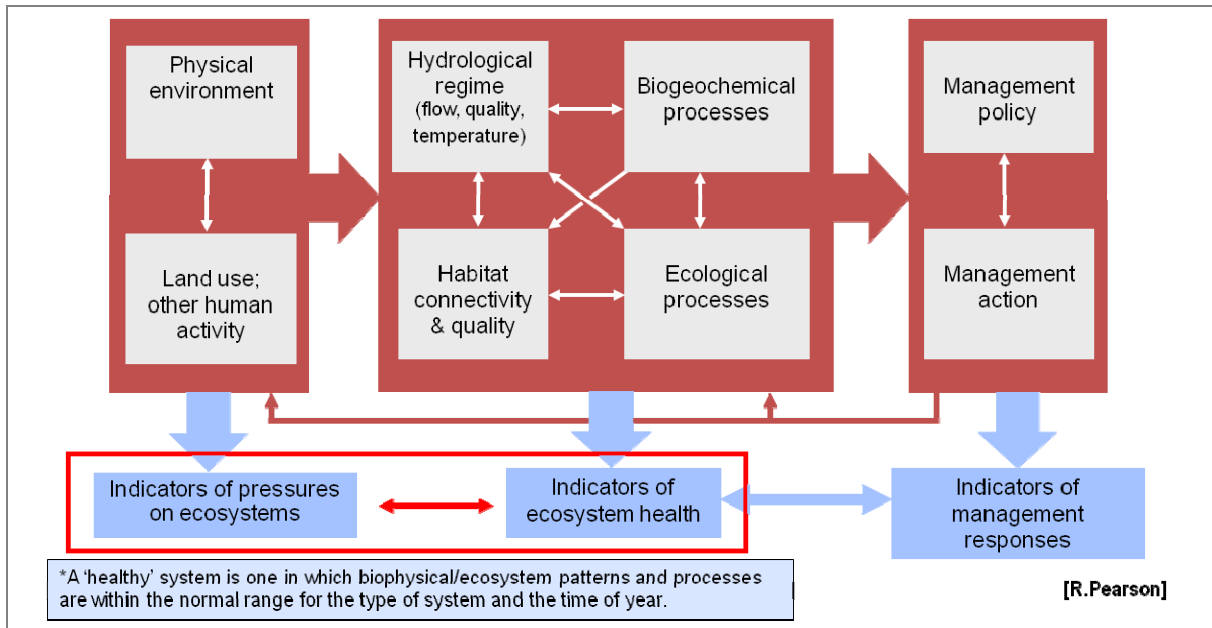 Physical
environment
Land use;
other human
activity
Hydrological
regime
(flow, quality,
temperature)
Biogeochemical
processes
Habitat
connectivity
& quality
Ecological
processes
Management
policy
Management
action
Indicators of pressures
on ecosystems
Indicators of
ecosystem health
Indicators of
management
responses
*A 'healthy' system is one in which biophysical/ecosystem patterns and processes
are within the normal range for the type of system and the time of year.
[R.Pearson]